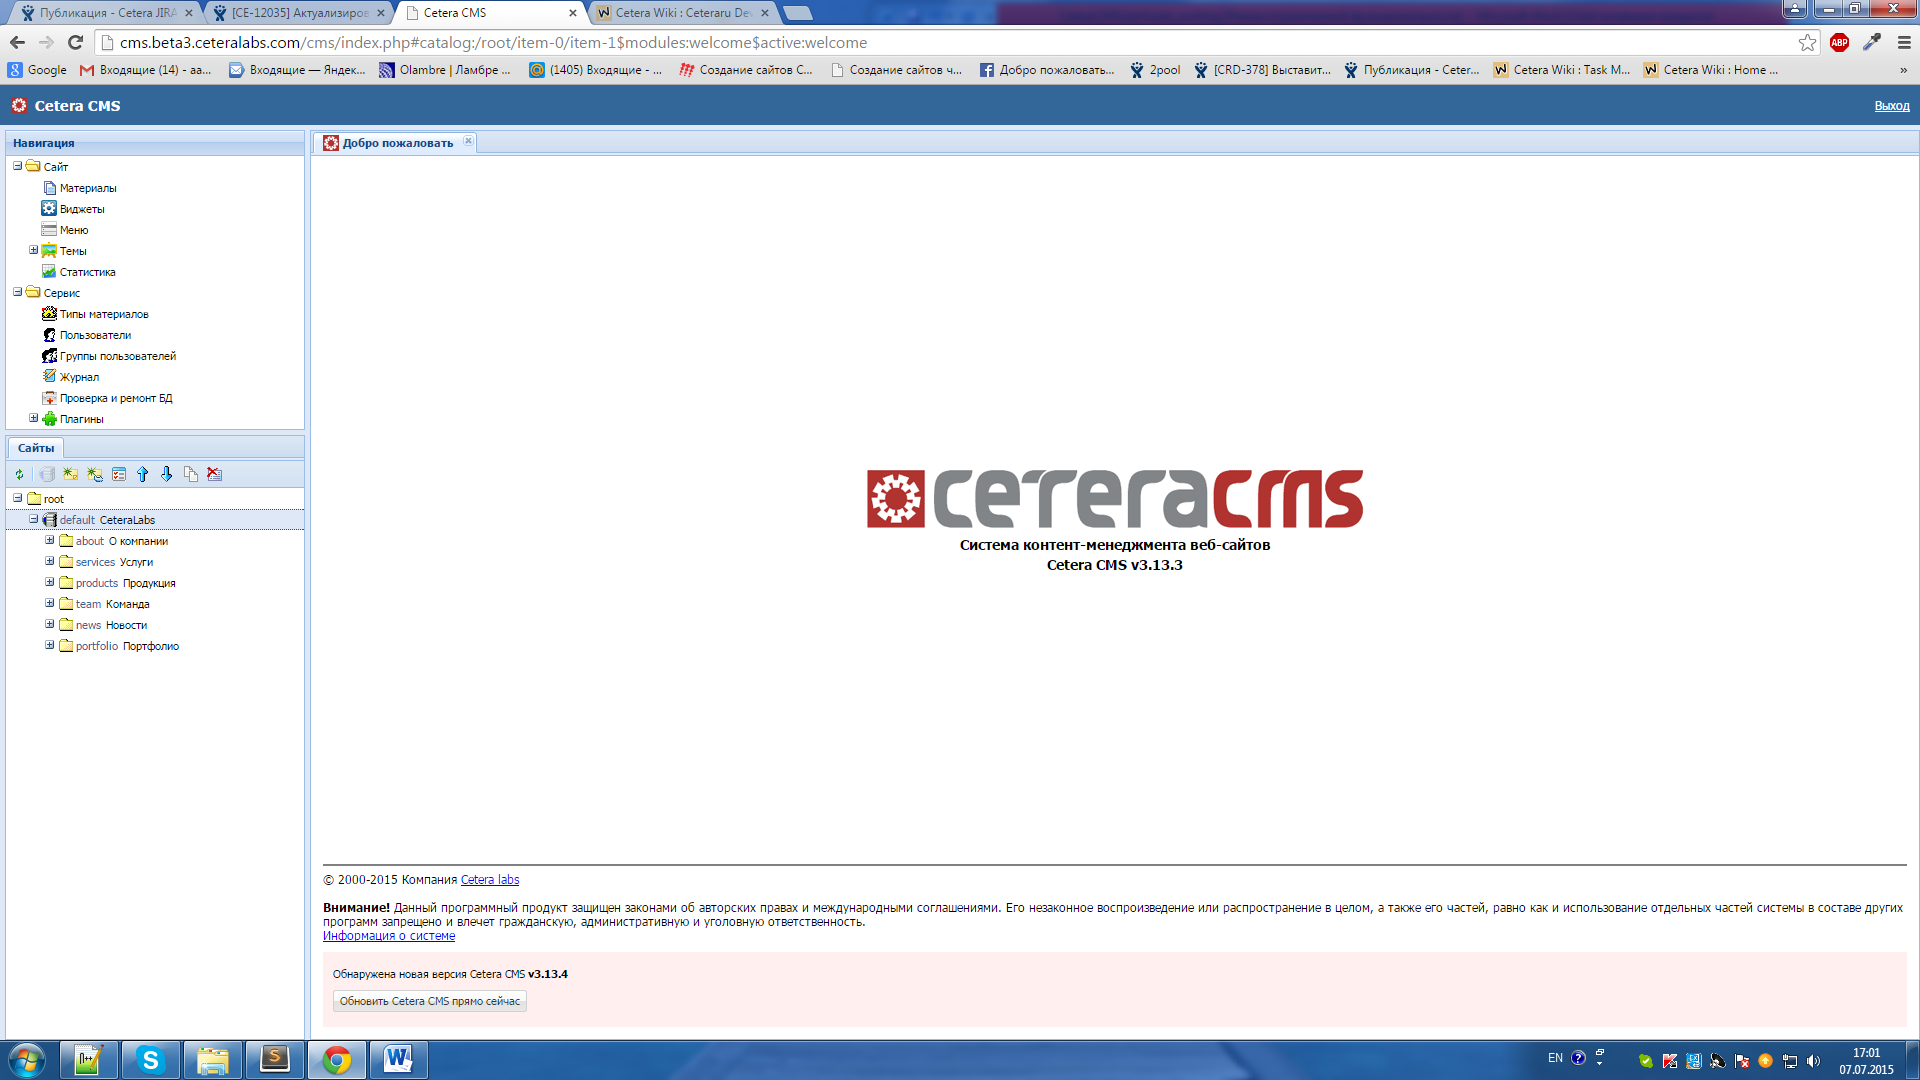 Публикация - Cetera JIRA
[CE-12035] Актуализиров
Cetera CMS
Cetera Wiki : Ceteraru Dev
cms.beta3.ceteralabs.com/cms/index.php#catalog:/root/item-0/item-1$modules:welcome$active:welcome
ABP
Google
Входящие (14) - aa...
Входящие — Яндек...
Olambre | Ламбре ...
(1405) Входящие - ...
Создание сайтов С...
Создание сайтов ч...
Добро пожаловать...
2pool
[CRD-378] Выставит...
Публикация - Ceter...
Cetera Wiki : Task M...
Cetera Wiki : Home ...
»
Cetera CMS
Выход
Навигация
Сайт
Материалы
Виджеты
Меню
Темы
Статистика
Сервис
Типы материалов
Пользователи
Группы пользователей
Журнал
Проверка и ремонт БД
Плагины
Сайты
root
default CeteraLabs
about О компании
services Услуги
products Продукция
team Команда
news Новости
portfolio Портфолио
Добро пожаловать
ceteracms
Система контент-менеджмента веб-сайтов
Cetera CMS v3.13.3
© 2000-2015 Компания Cetera labs
Внимание! Данный программный продукт защищен законами об авторских правах и международными соглашениями. Его незаконное воспроизведение или распространение в целом, а также его частей, равно как и использование отдельных частей системы в составе других
программ запрещено и влечет гражданскую, административную и уголовную ответственность.
Информация о системе
Обнаружена новая версия Cetera CMS v3.13.4
Обновить Cetera CMS прямо сейчас
EN
17:01
07.07.2015